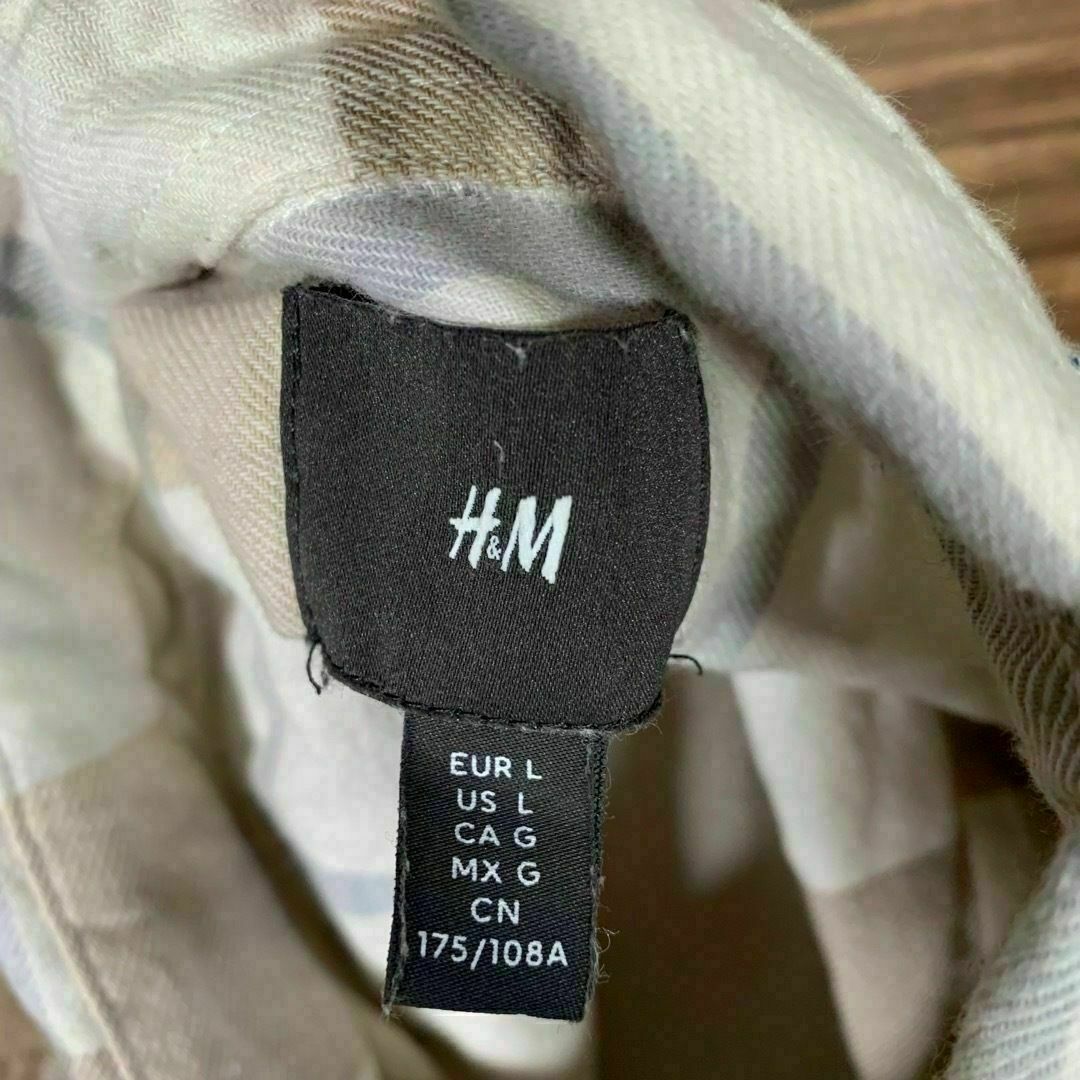 H&M
EUR L
US L
CA G
MX G
CN
175/108A